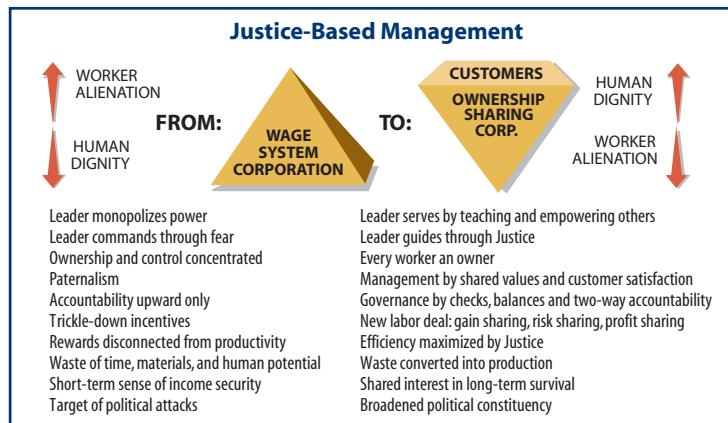 Justice-Based Management
WORKER
ALIENATION
HUMAN
DIGNITY
FROM:
WAGE
SYSTEM
CORPORATION
TO:
CUSTOMERS
OWNERSHIP
SHARING
CORP.
HUMAN
DIGNITY
WORKER
ALIENATION
Leader monopolizes power
Leader commands through fear
Ownership and control concentrated
Paternalism
Accountability upward only
Trickle-down incentives
Rewards disconnected from productivity
Waste of time, materials, and human potential
Short-term sense of income security
Target of political attacks
Leader serves by teaching and empowering others
Leader guides through Justice
Every worker an owner
Management by shared values and customer satisfaction
Governance by checks, balances and two-way accountability
New labor deal: gain sharing, risk sharing, profit sharing
Efficiency maximized by Justice
Waste converted into production
Shared interest in long-term survival
Broadened political constituency